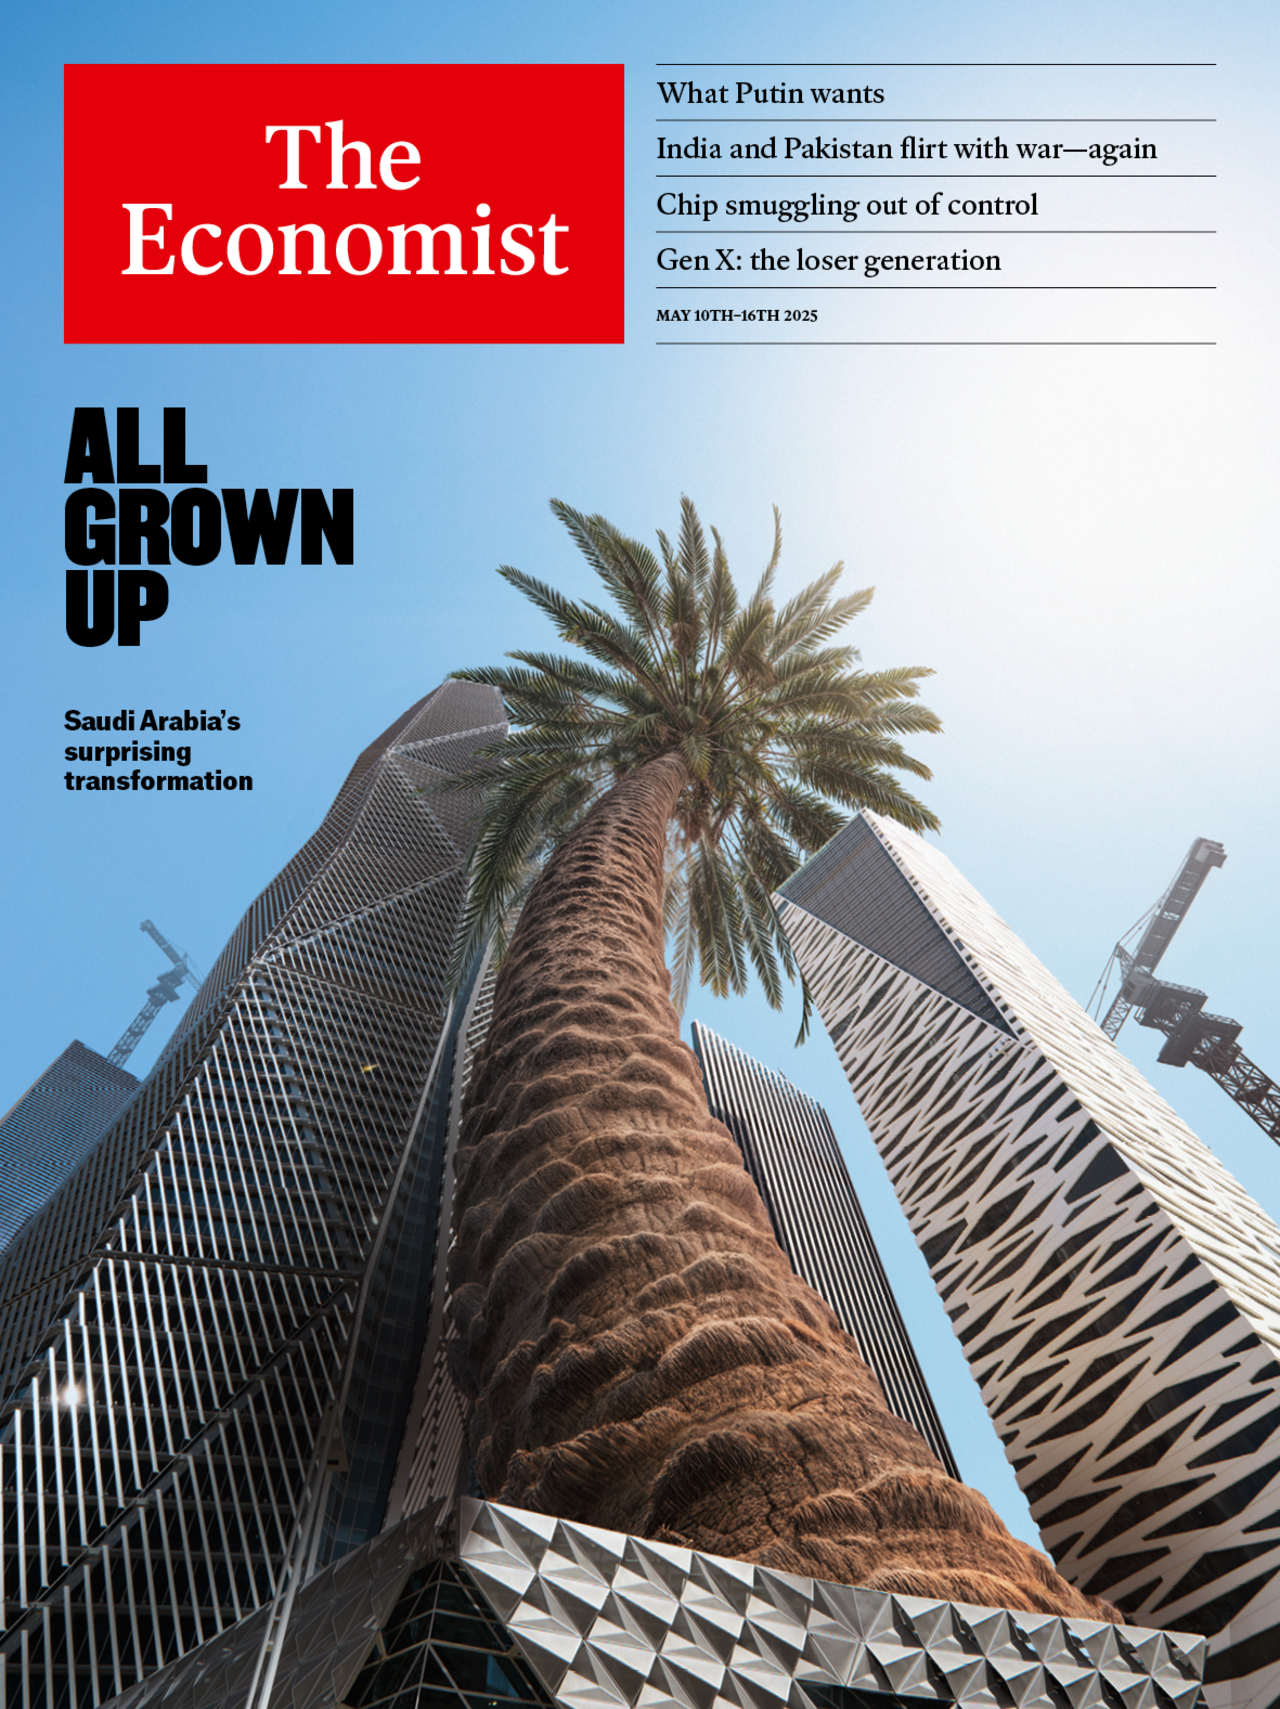 The
Economist
What Putin wants
India and Pakistan flirt with war—again
Chip smuggling out of control
Gen X: the loser generation
MAY 10TH–16TH 2025
ALL
GROWN
UP
Saudi Arabia’s
surprising
transformation